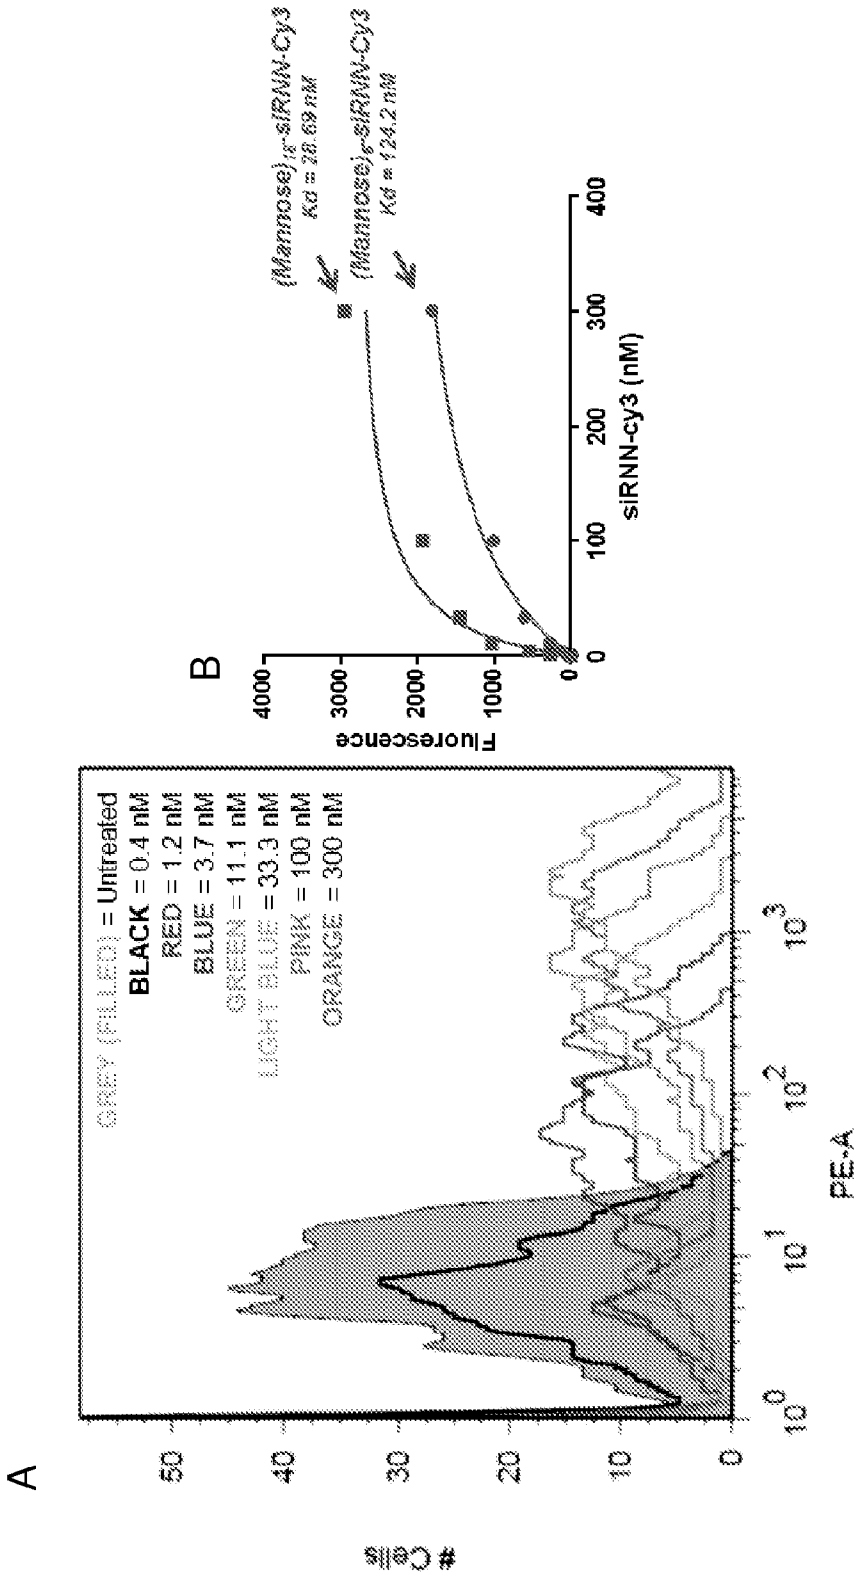 A
# Cells
50
40
30
20
10
0
10^0
10^1
10^2
10^3
PE-A
GREY (FILLED) = Untreated
BLACK = 0.4 nM
RED = 1.2 nM
BLUE = 3.7 nM
GREEN = 11.1 nM
LIGHT BLUE = 33.3 nM
PINK = 100 nM
ORANGE = 300 nM
B
Fluorescence
4000
3000
2000
1000
0
0
100
200
300
400
siRNN-cy3 (nM)
(Mannose)18-siRNN-Cy3
Kd = 28.69 nM
(Mannose)6-siRNN-Cy3
Kd = 124.2 nM